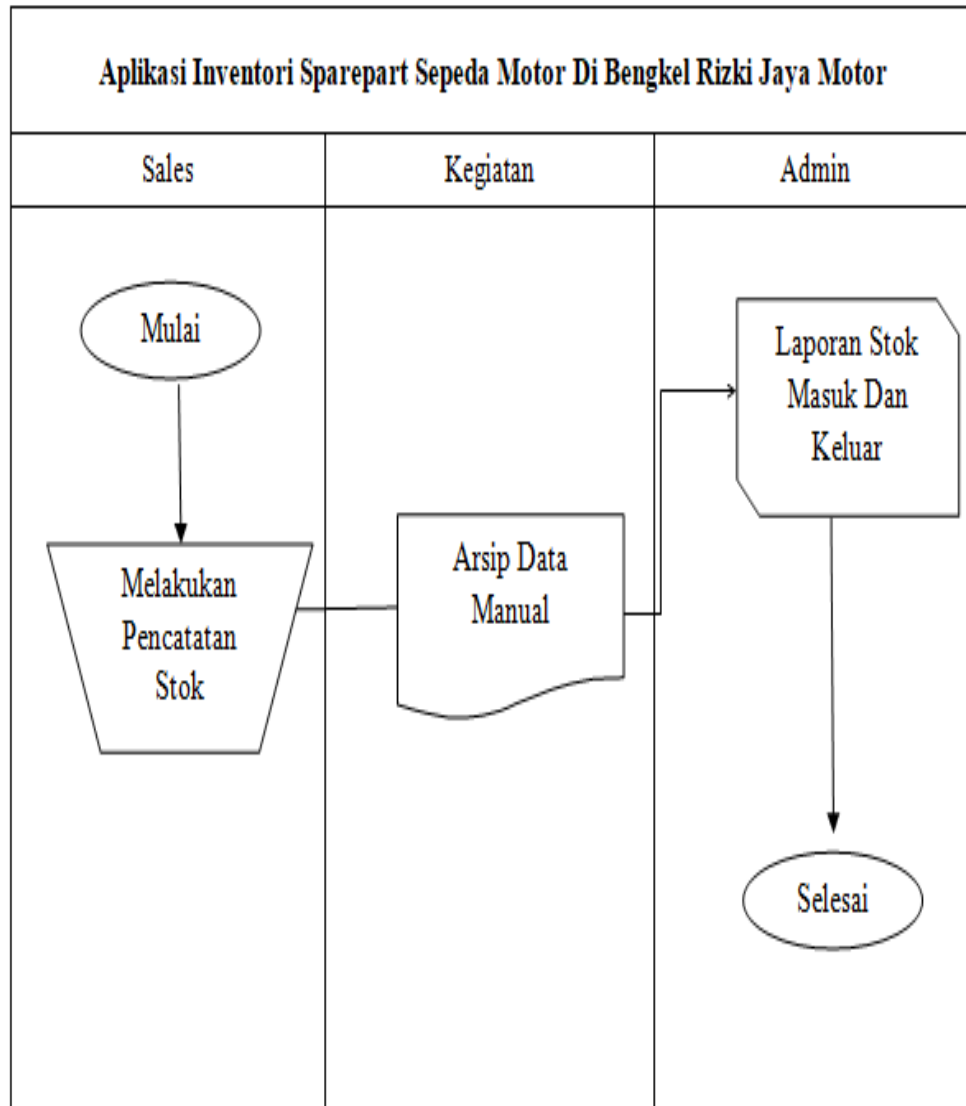 Aplikasi Inventori Sparepart Sepeda Motor Di Bengkel Rizki Jaya Motor
Sales
Kegiatan
Admin
Mulai
Melakukan
Pencatatan
Stok
Arsip Data
Manual
Laporan Stok
Masuk Dan
Keluar
Selesai